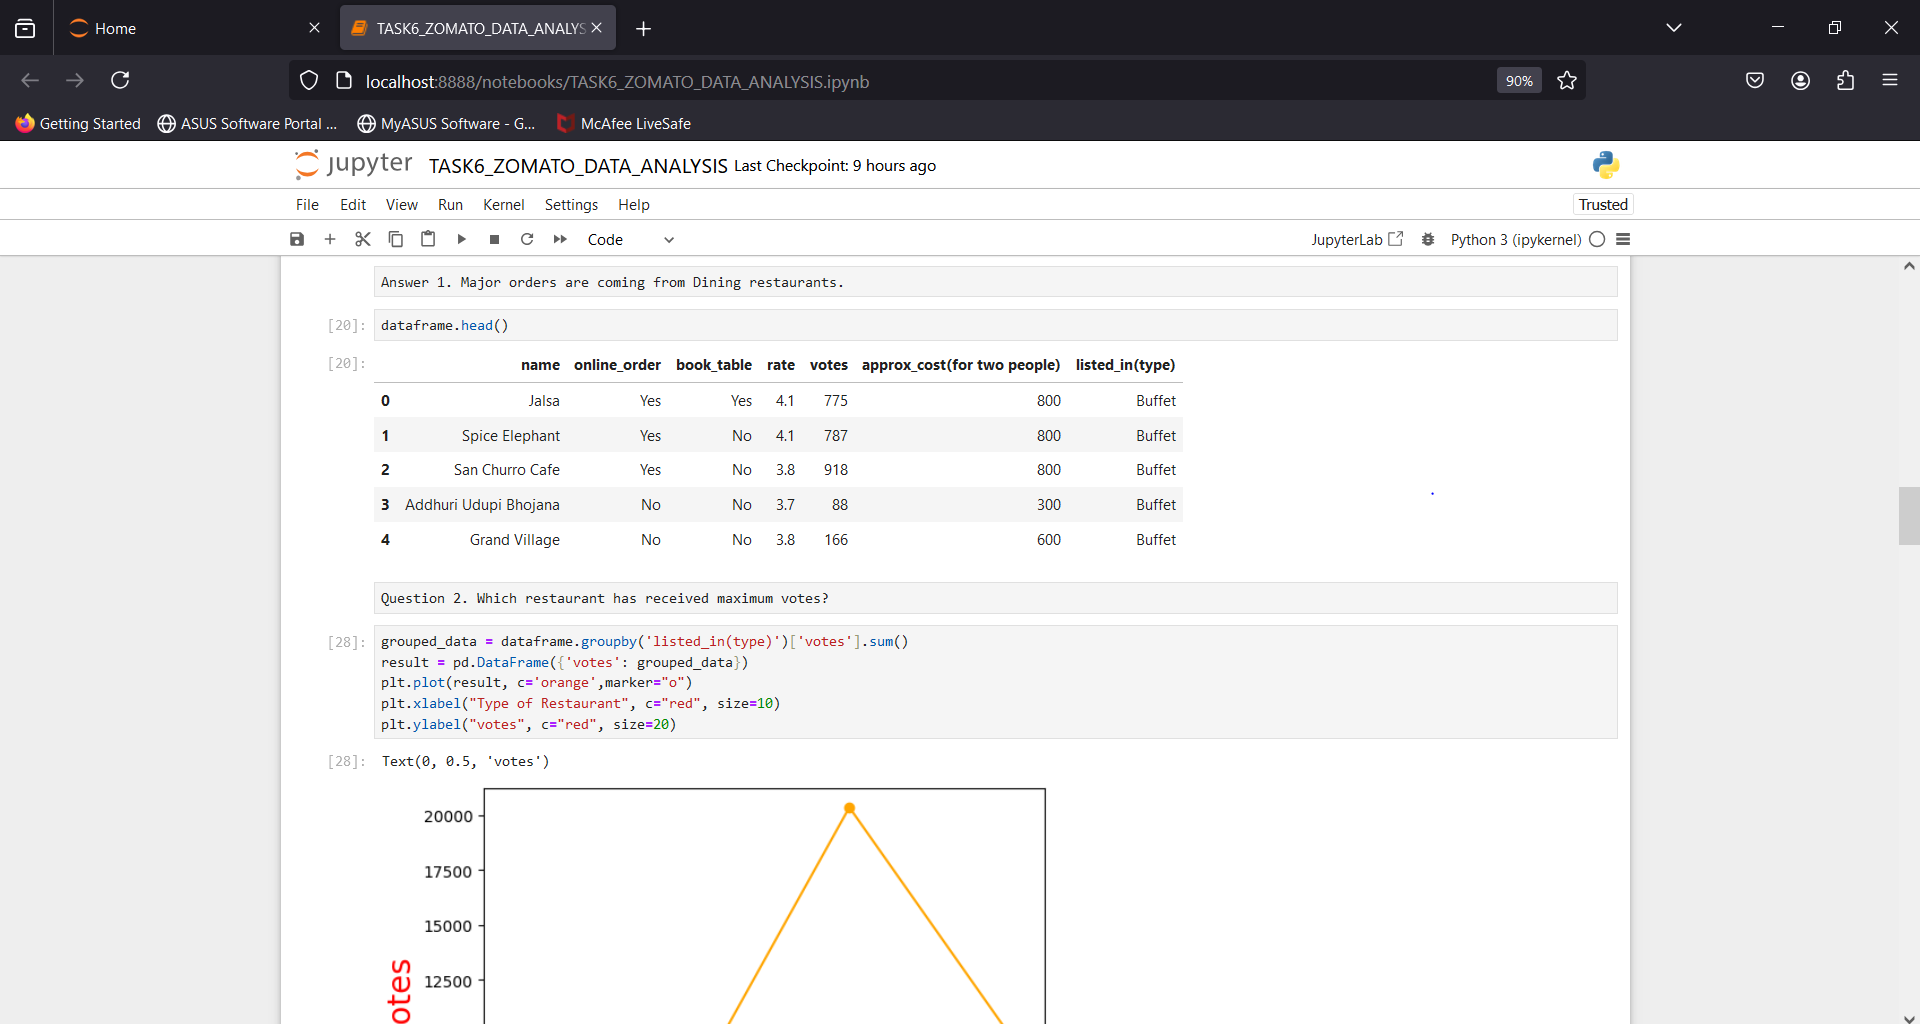 Home
TASK6_ZOMATO_DATA_ANALYS
localhost:8888/notebooks/TASK6_ZOMATO_DATA_ANALYSIS.ipynb
90%
Getting Started
ASUS Software Portal ...
MyASUS Software - G...
McAfee LiveSafe
jupyter
TASK6_ZOMATO_DATA_ANALYSIS Last Checkpoint: 9 hours ago
File Edit View Run Kernel Settings Help
Trusted
Code
JupyterLab
Python 3 (ipykernel)
Answer 1. Major orders are coming from Dining restaurants.
[20]: dataframe.head()
[20]: name online_order book_table rate votes approx_cost(for two people) listed_in(type)
0 Jalsa Yes Yes 4.1 775 800 Buffet
1 Spice Elephant Yes No 4.1 787 800 Buffet
2 San Churro Cafe Yes No 3.8 918 800 Buffet
3 Addhuri Udupi Bhojana No No 3.7 88 300 Buffet
4 Grand Village No No 3.8 166 600 Buffet
Question 2. Which restaurant has received maximum votes?
[28]: grouped_data = dataframe.groupby('listed_in(type)')['votes'].sum()
result = pd.DataFrame({'votes': grouped_data})
plt.plot(result, c='orange',marker="o")
plt.xlabel("Type of Restaurant", c="red", size=10)
plt.ylabel("votes", c="red", size=20)
[28]: Text(0, 0.5, 'votes')
20000
17500
15000
12500
otes